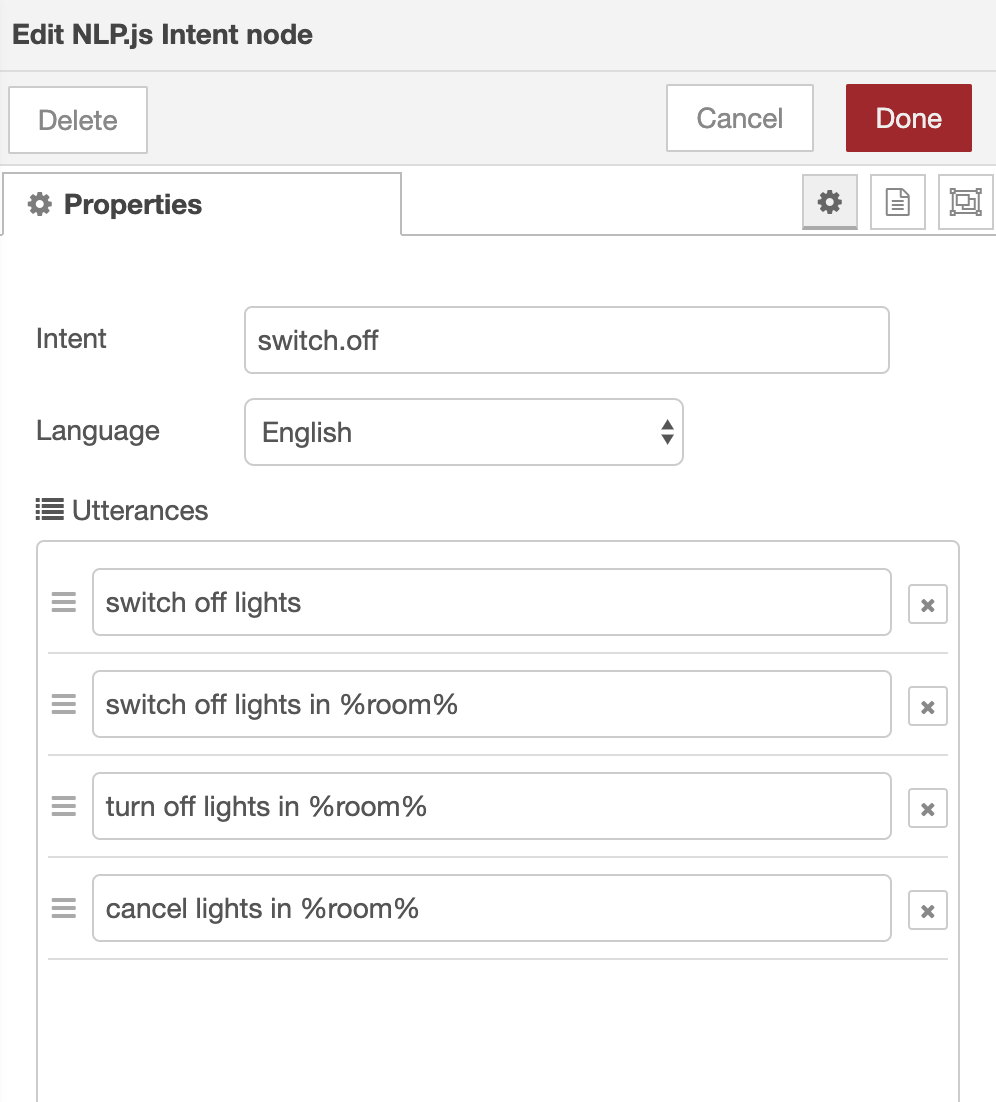 Edit NLP.js Intent node
Delete
Cancel
Done
Properties
Intent
switch.off
Language
English
Utterances
switch off lights
switch off lights in %room%
turn off lights in %room%
cancel lights in %room%